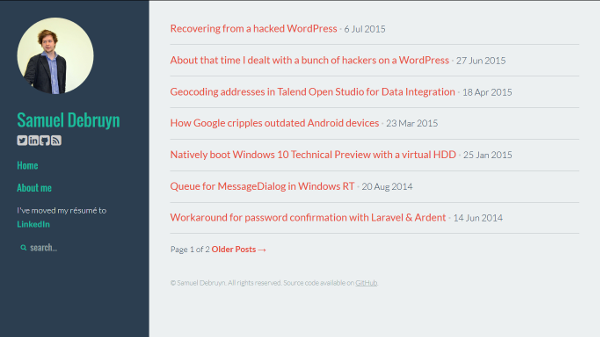 Samuel Debruyn
Home
About me
I've moved my résumé to
LinkedIn
search...
Recovering from a hacked WordPress · 6 Jul 2015
About that time I dealt with a bunch of hackers on a WordPress · 27 Jun 2015
Geocoding addresses in Talend Open Studio for Data Integration · 18 Apr 2015
How Google cripples outdated Android devices · 23 Mar 2015
Natively boot Windows 10 Technical Preview with a virtual HDD · 25 Jan 2015
Queue for MessageDialog in Windows RT · 20 Aug 2014
Workaround for password confirmation with Laravel & Ardent · 14 Jun 2014
Page 1 of 2 Older Posts →
© Samuel Debruyn. All rights reserved. Source code available on GitHub